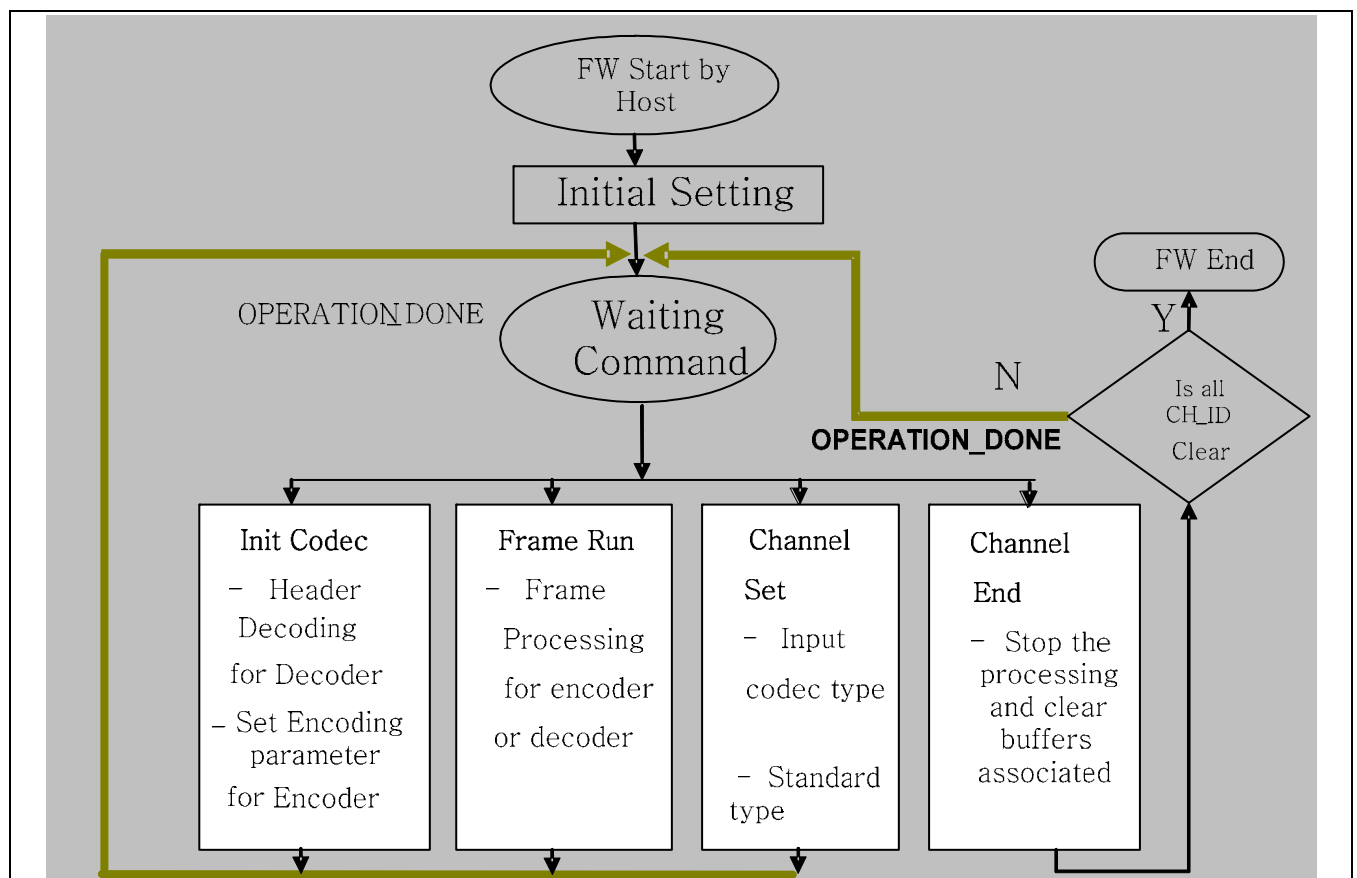 FW Start by
Host
Initial Setting
FW End
OPERATION_DONE
Waiting
Command
Y
N
Is all
CH_ID
Clear
OPERATION_DONE
Init Codec
– Header
Decoding
for Decoder
– Set Encoding
parameter
for Encoder
Frame Run
– Frame
Processing
for encoder
or decoder
Channel
Set
– Input
codec type
– Standard
type
Channel
End
– Stop the
processing
and clear
buffers
associated